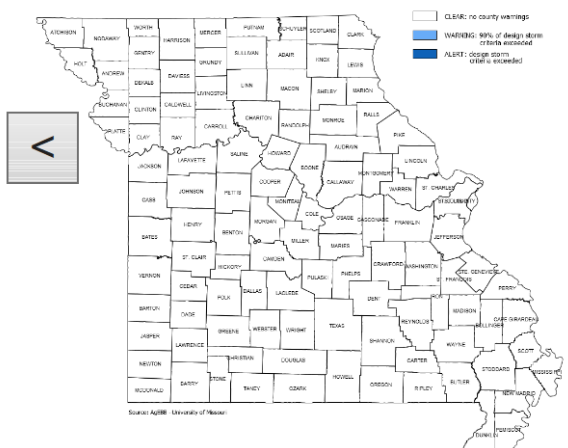 CLEAR: no county warnings
WARNING: 90% of design storm
criteria exceeded
ALERT: design storm
criteria exceeded
<
ATCHISON
NODAWAY
WORTH
HARRISON
MERCER
PUTNAM
SCHUYLER
SCOTLAND
CLARK
HOLT
ANDREW
GENTRY
GRUNDY
SULLIVAN
ADAIR
KNOX
LEWIS
DEKALB
DAVIESS
LIVINGSTON
LINN
MACON
SHELBY
MARION
BUCHANAN
CLINTON
CALDWELL
CHARITON
RANDOLPH
MONROE
RALLS
PLATTE
CLAY
RAY
CARROLL
PIKE
JACKSON
LAFAYETTE
SALINE
HOWARD
BOONE
AUDRAIN
CALLAWAY
MONTGOMERY
LINCOLN
WARREN
ST. CHARLES
CASS
JOHNSON
PETTIS
COOPER
MONITEAU
COLE
OSAGE
GASCONADE
FRANKLIN
JEFFERSON
BATES
HENRY
BENTON
MORGAN
MILLER
MARIES
ST. CLAIR
HICKORY
CAMDEN
PULASKI
PHELPS
CRAWFORD
WASHINGTON
STE. GENEVIEVE
ST FRANCOIS
PERRY
VERNON
CEDAR
POLK
DALLAS
LACLEDE
DENT
IRON
MADISON
CAPE GIRARDEAU
BOLLINGER
BARTON
DADE
GREENE
WEBSTER
WRIGHT
TEXAS
SHANNON
REYNOLDS
WAYNE
SCOTT
JASPER
LAWRENCE
CHRISTIAN
DOUGLAS
HOWELL
CARTER
STODDARD
MISSISSIPPI
NEWTON
MCDONALD
BARRY
STONE
TANEY
OZARK
OREGON
RIPLEY
BUTLER
NEW MADRID
DUNKLIN
PEMISCOT
Source: AgEBB - University of Missouri